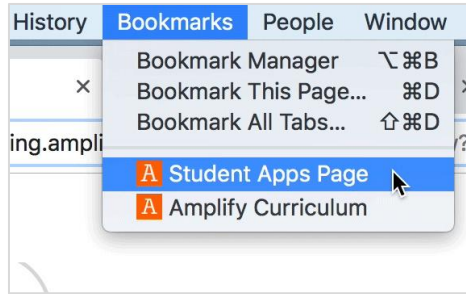 History Bookmarks People Window
Bookmark Manager ⌥⌘B
Bookmark This Page... ⌘D
Bookmark All Tabs... ⇧⌘D
ing.ampli
A Student Apps Page
A Amplify Curriculum